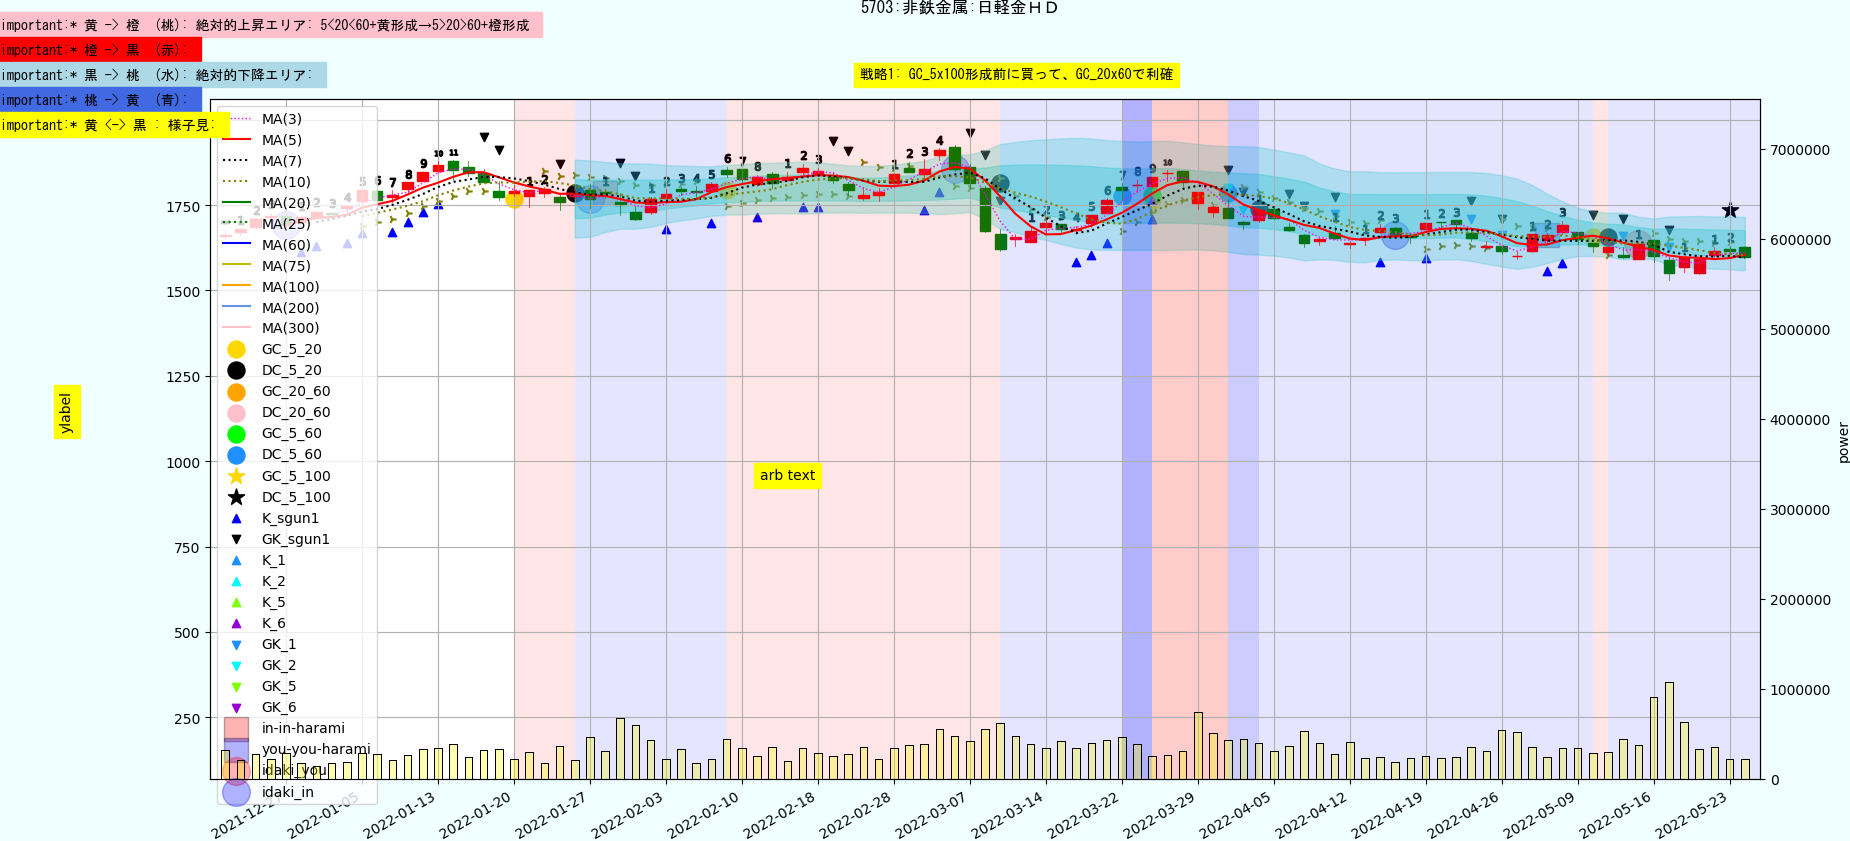 5703:非鉄金属:日軽金ＨＤ
important:* 黄 -> 橙 (桃): 絶対的上昇エリア: 5<20<60+黄形成→5>20>60+橙形成
important:* 橙 -> 黒 (赤):
important:* 黒 -> 桃 (水): 絶対的下降エリア:
戦略1: GC_5x100形成前に買って、GC_20x60で利確
important:* 桃 -> 黄 (青):
important:* 黄 <-> 黒 : 様子見:
MA(3)
MA(5)
MA(7)
MA(10)
MA(20)
MA(25)
MA(60)
MA(75)
MA(100)
MA(200)
MA(300)
GC_5_20
DC_5_20
GC_20_60
DC_20_60
GC_5_60
DC_5_60
GC_5_100
DC_5_100
K_sgun1
GK_sgun1
K_1
K_2
K_5
K_6
GK_1
GK_2
GK_5
GK_6
in-in-harami
you-you-harami
idaki_you
idaki_in
1750
1500
1250
1000
750
500
250
ylabel
arb text
7000000
6000000
5000000
4000000
3000000
2000000
1000000
0
power
2021-12-27
2022-01-05
2022-01-13
2022-01-20
2022-01-27
2022-02-03
2022-02-10
2022-02-18
2022-02-28
2022-03-07
2022-03-14
2022-03-22
2022-03-29
2022-04-05
2022-04-12
2022-04-19
2022-04-26
2022-05-09
2022-05-16
2022-05-23